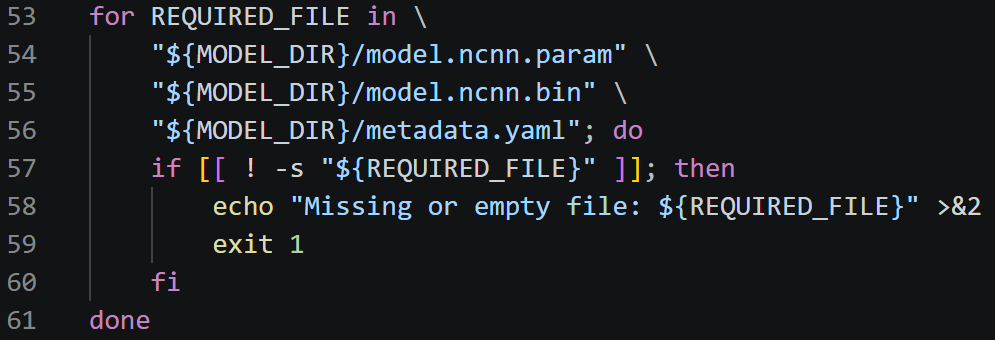 53 for REQUIRED_FILE in \
54     "${MODEL_DIR}/model.ncnn.param" \
55     "${MODEL_DIR}/model.ncnn.bin" \
56     "${MODEL_DIR}/metadata.yaml"; do
57     if [[ ! -s "${REQUIRED_FILE}" ]]; then
58         echo "Missing or empty file: ${REQUIRED_FILE}" >&2
59         exit 1
60     fi
61 done